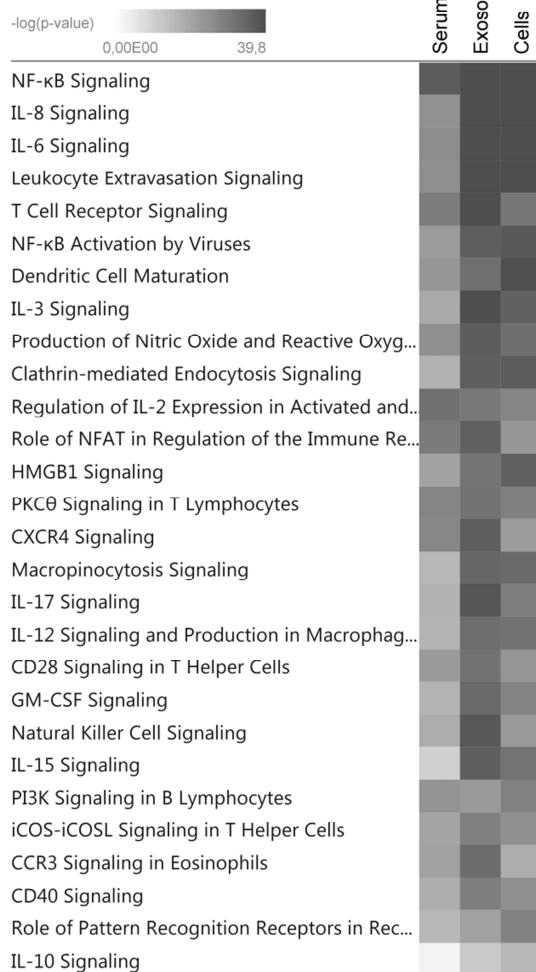 -log(p-value)
0,00E00 39,8
Serum
Exoso
Cells
NF-κB Signaling
IL-8 Signaling
IL-6 Signaling
Leukocyte Extravasation Signaling
T Cell Receptor Signaling
NF-κB Activation by Viruses
Dendritic Cell Maturation
IL-3 Signaling
Production of Nitric Oxide and Reactive Oxyg...
Clathrin-mediated Endocytosis Signaling
Regulation of IL-2 Expression in Activated and...
Role of NFAT in Regulation of the Immune Re...
HMGB1 Signaling
PKCθ Signaling in T Lymphocytes
CXCR4 Signaling
Macropinocytosis Signaling
IL-17 Signaling
IL-12 Signaling and Production in Macrophag...
CD28 Signaling in T Helper Cells
GM-CSF Signaling
Natural Killer Cell Signaling
IL-15 Signaling
PI3K Signaling in B Lymphocytes
iCOS-iCOSL Signaling in T Helper Cells
CCR3 Signaling in Eosinophils
CD40 Signaling
Role of Pattern Recognition Receptors in Rec...
IL-10 Signaling